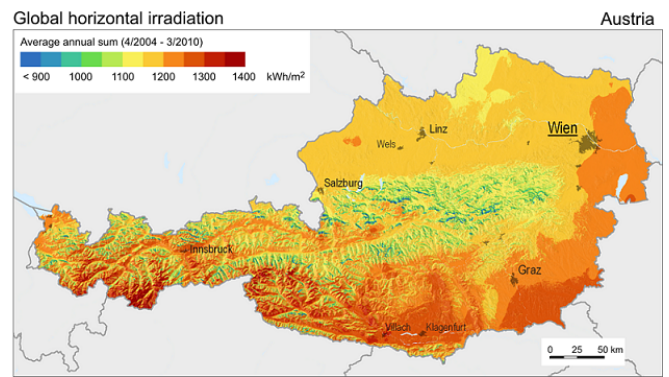 Global horizontal irradiation
Austria
Average annual sum (4/2004 - 3/2010)
< 900 1000 1100 1200 1300 1400 kWh/m²
Linz
Wels
Wien
Salzburg
Innsbruck
Graz
Villach Klagenfurt
0 25 50 km